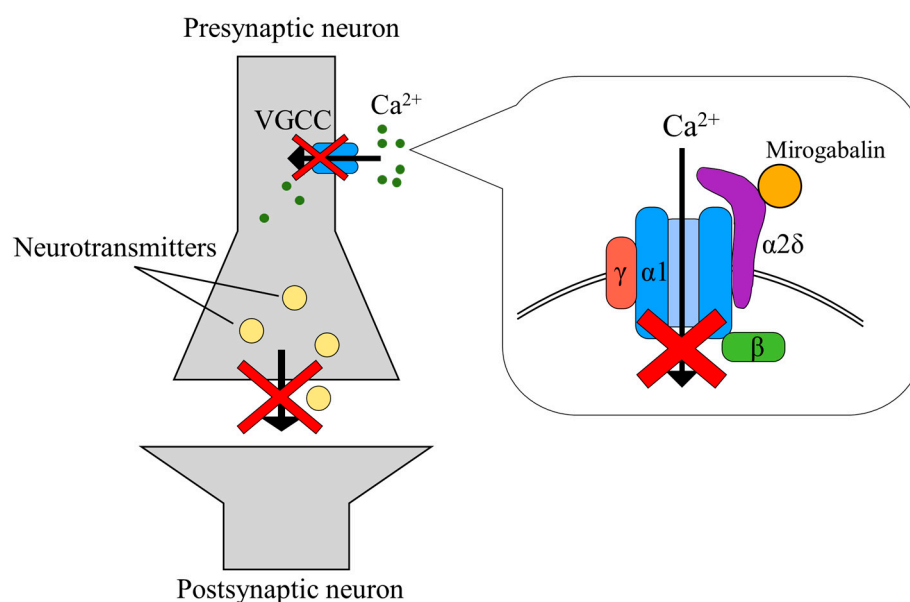 Presynaptic neuron
VGCC
Ca²⁺
Neurotransmitters
Postsynaptic neuron
Ca²⁺
Mirogabalin
α2δ
γ
α1
β